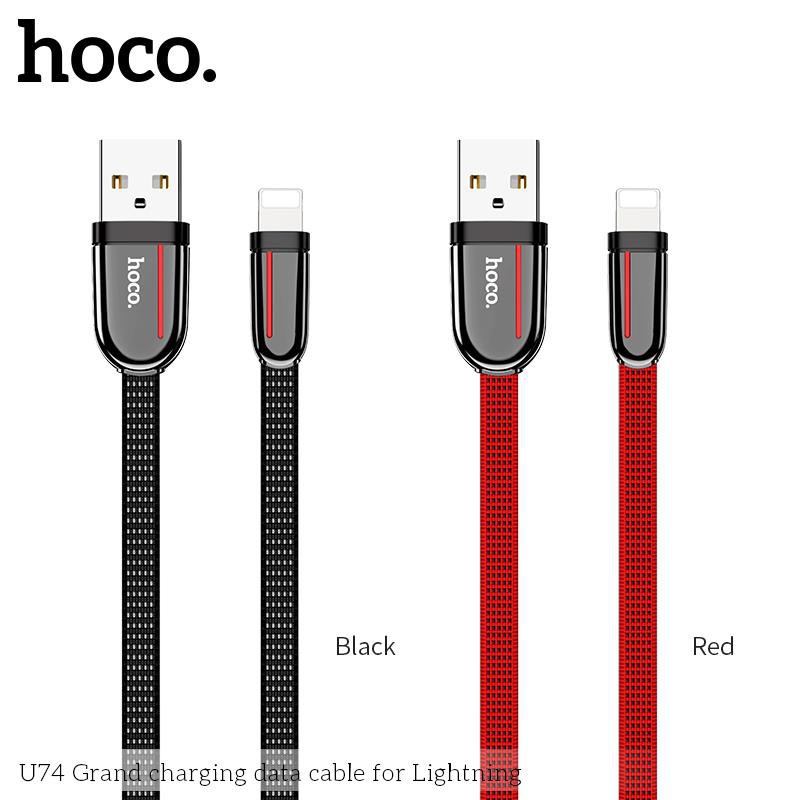 hoco.
hoco.
hoco.
Black
Red
U74 Grand charging data cable for Lightning